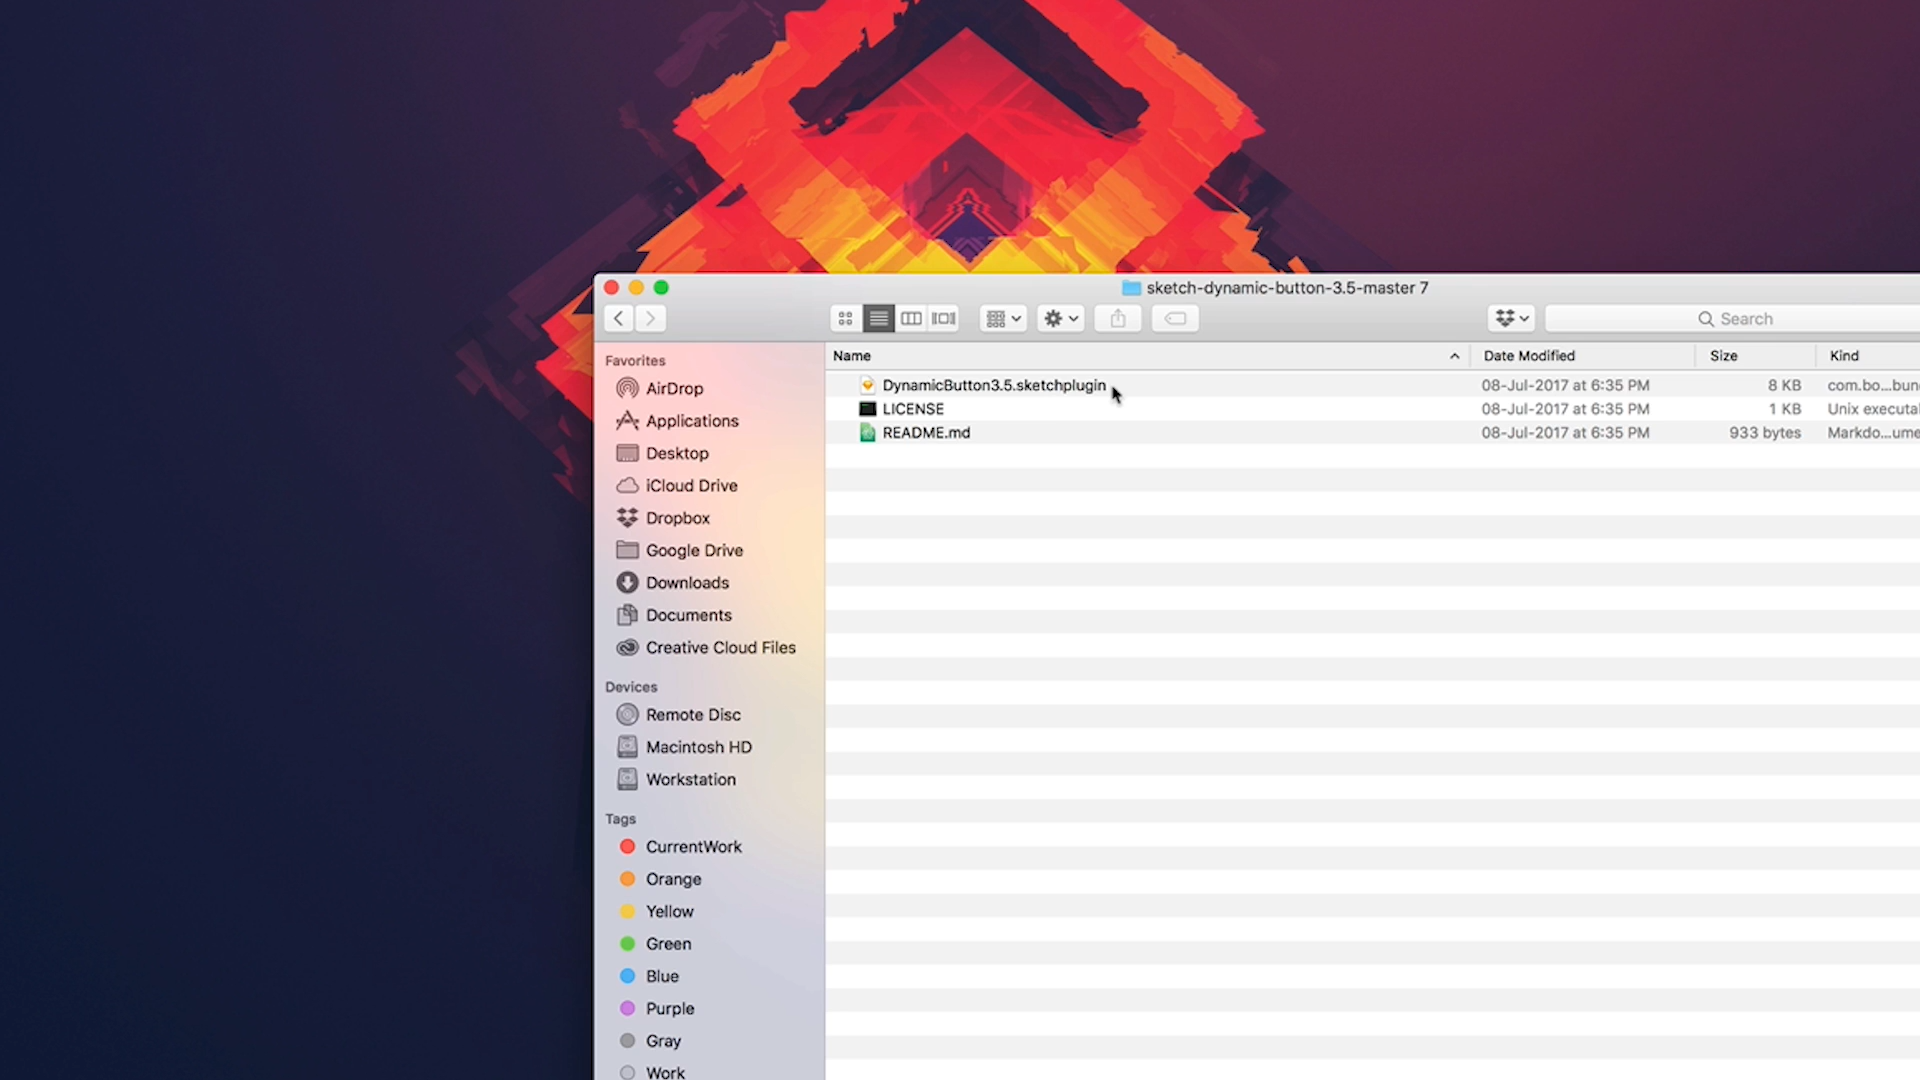 sketch-dynamic-button-3.5-master 7
Search
Name Date Modified Size Kind
DynamicButton3.5.sketchplugin 08-Jul-2017 at 6:35 PM 8 KB com.bo...bun
LICENSE 08-Jul-2017 at 6:35 PM 1 KB Unix executa
README.md 08-Jul-2017 at 6:35 PM 933 bytes Markdo...ume
Favorites
AirDrop
Applications
Desktop
iCloud Drive
Dropbox
Google Drive
Downloads
Documents
Creative Cloud Files
Devices
Remote Disc
Macintosh HD
Workstation
Tags
CurrentWork
Orange
Yellow
Green
Blue
Purple
Gray
Work